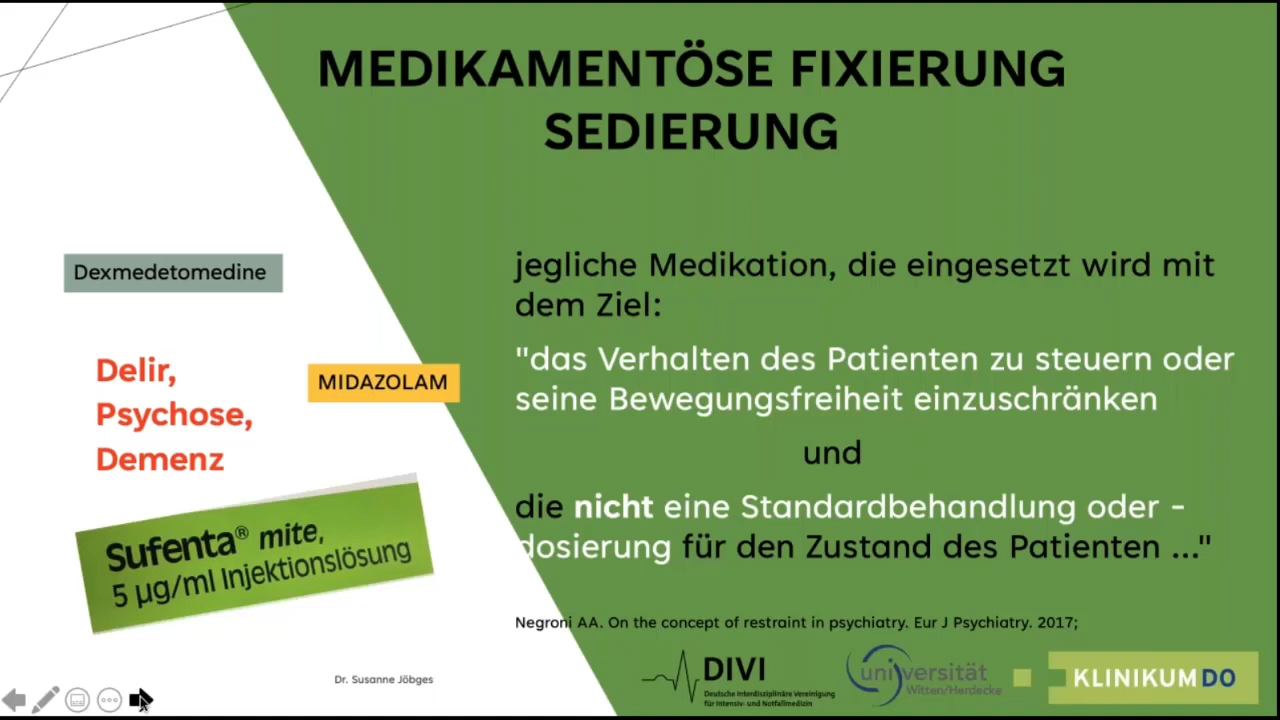 MEDIKAMENTÖSE FIXIERUNG
SEDIERUNG
Dexmedetomedine
Delir,
Psychose,
Demenz
MIDAZOLAM
Sufenta® mite,
5 µg/ml Injektionslösung
jegliche Medikation, die eingesetzt wird mit
dem Ziel:
"das Verhalten des Patienten zu steuern oder
seine Bewegungsfreiheit einzuschränken
und
die nicht eine Standardbehandlung oder -
dosierung für den Zustand des Patienten ..."
Negroni AA. On the concept of restraint in psychiatry. Eur J Psychiatry. 2017;
Dr. Susanne Jöbges
DIVI
Deutsche Interdisziplinäre Vereinigung
für Intensiv- und Notfallmedizin
universität
Witten/Herdecke
KLINIKUMDO